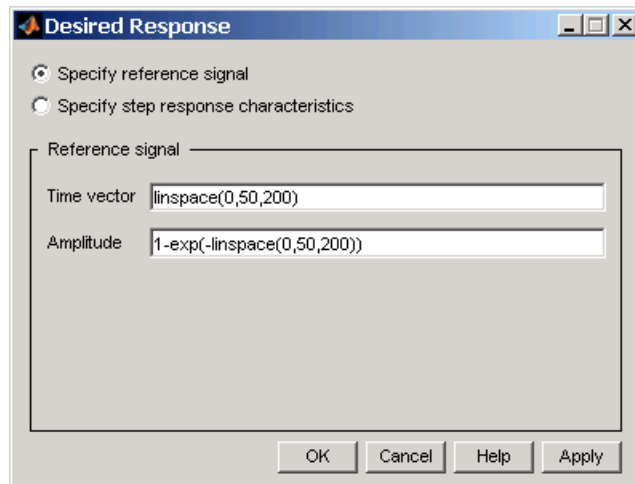 Desired Response
Specify reference signal
Specify step response characteristics
Reference signal
Time vector linspace(0,50,200)
Amplitude 1-exp(-linspace(0,50,200))
OK Cancel Help Apply